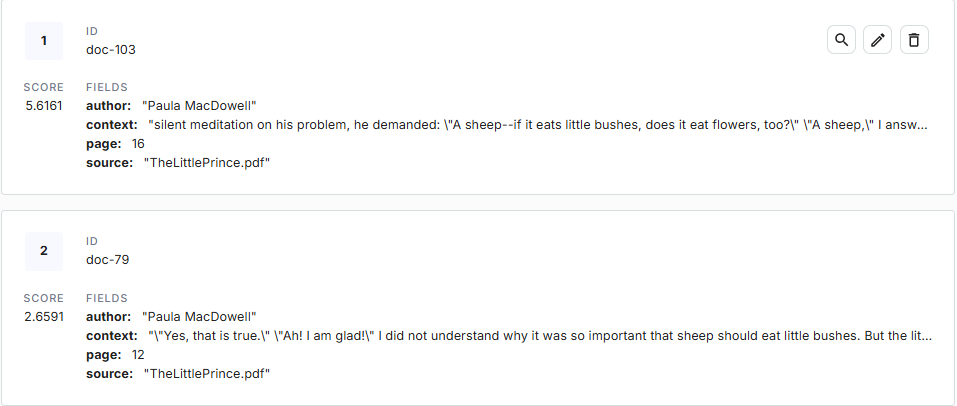 1
ID
doc-103
SCORE
5.6161
FIELDS
author: "Paula MacDowell"
context: "silent meditation on his problem, he demanded: \"A sheep--if it eats little bushes, does it eat flowers, too?\" \"A sheep,\" I answ...
page: 16
source: "TheLittlePrince.pdf"
2
ID
doc-79
SCORE
2.6591
FIELDS
author: "Paula MacDowell"
context: "\"Yes, that is true.\" \"Ah! I am glad!\" I did not understand why it was so important that sheep should eat little bushes. But the lit...
page: 12
source: "TheLittlePrince.pdf"